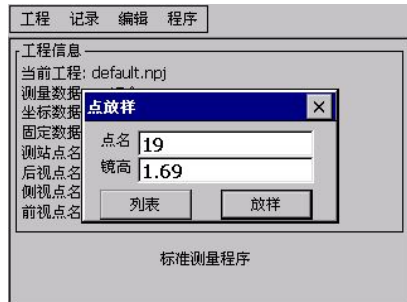 工程 记录 编辑 程序
工程信息
当前工程: default.npj
测量数据
坐标数据
固定数据
测站点名
后视点名
侧视点名
前视点名
点放样
点名 19
镜高 1.69
列表 放样
标准测量程序